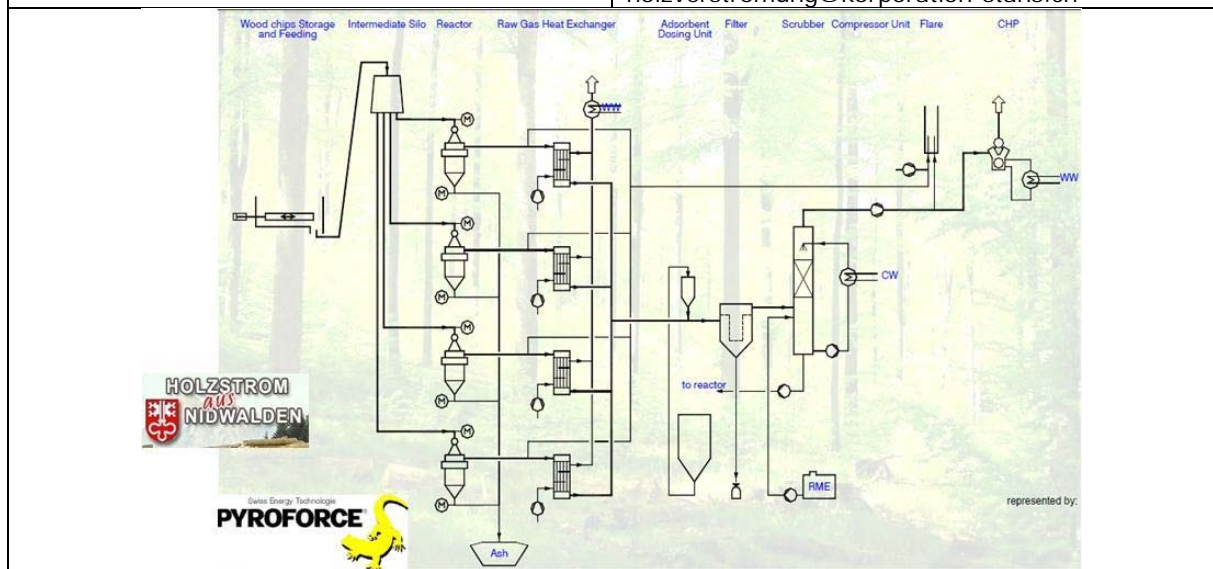 Wood chips Storage
and Feeding
Intermediate Silo
Reactor
Raw Gas Heat Exchanger
Adsorbent
Dosing Unit
Filter
Scrubber
Compressor Unit
Flare
CHP
M
M
WW
M
M
CW
M
to reactor
HOLZSTROM
aus
NIDWALDEN
M
M
RME
M
Swiss Energy Technologie
PYROFORCE
represented by:
Ash